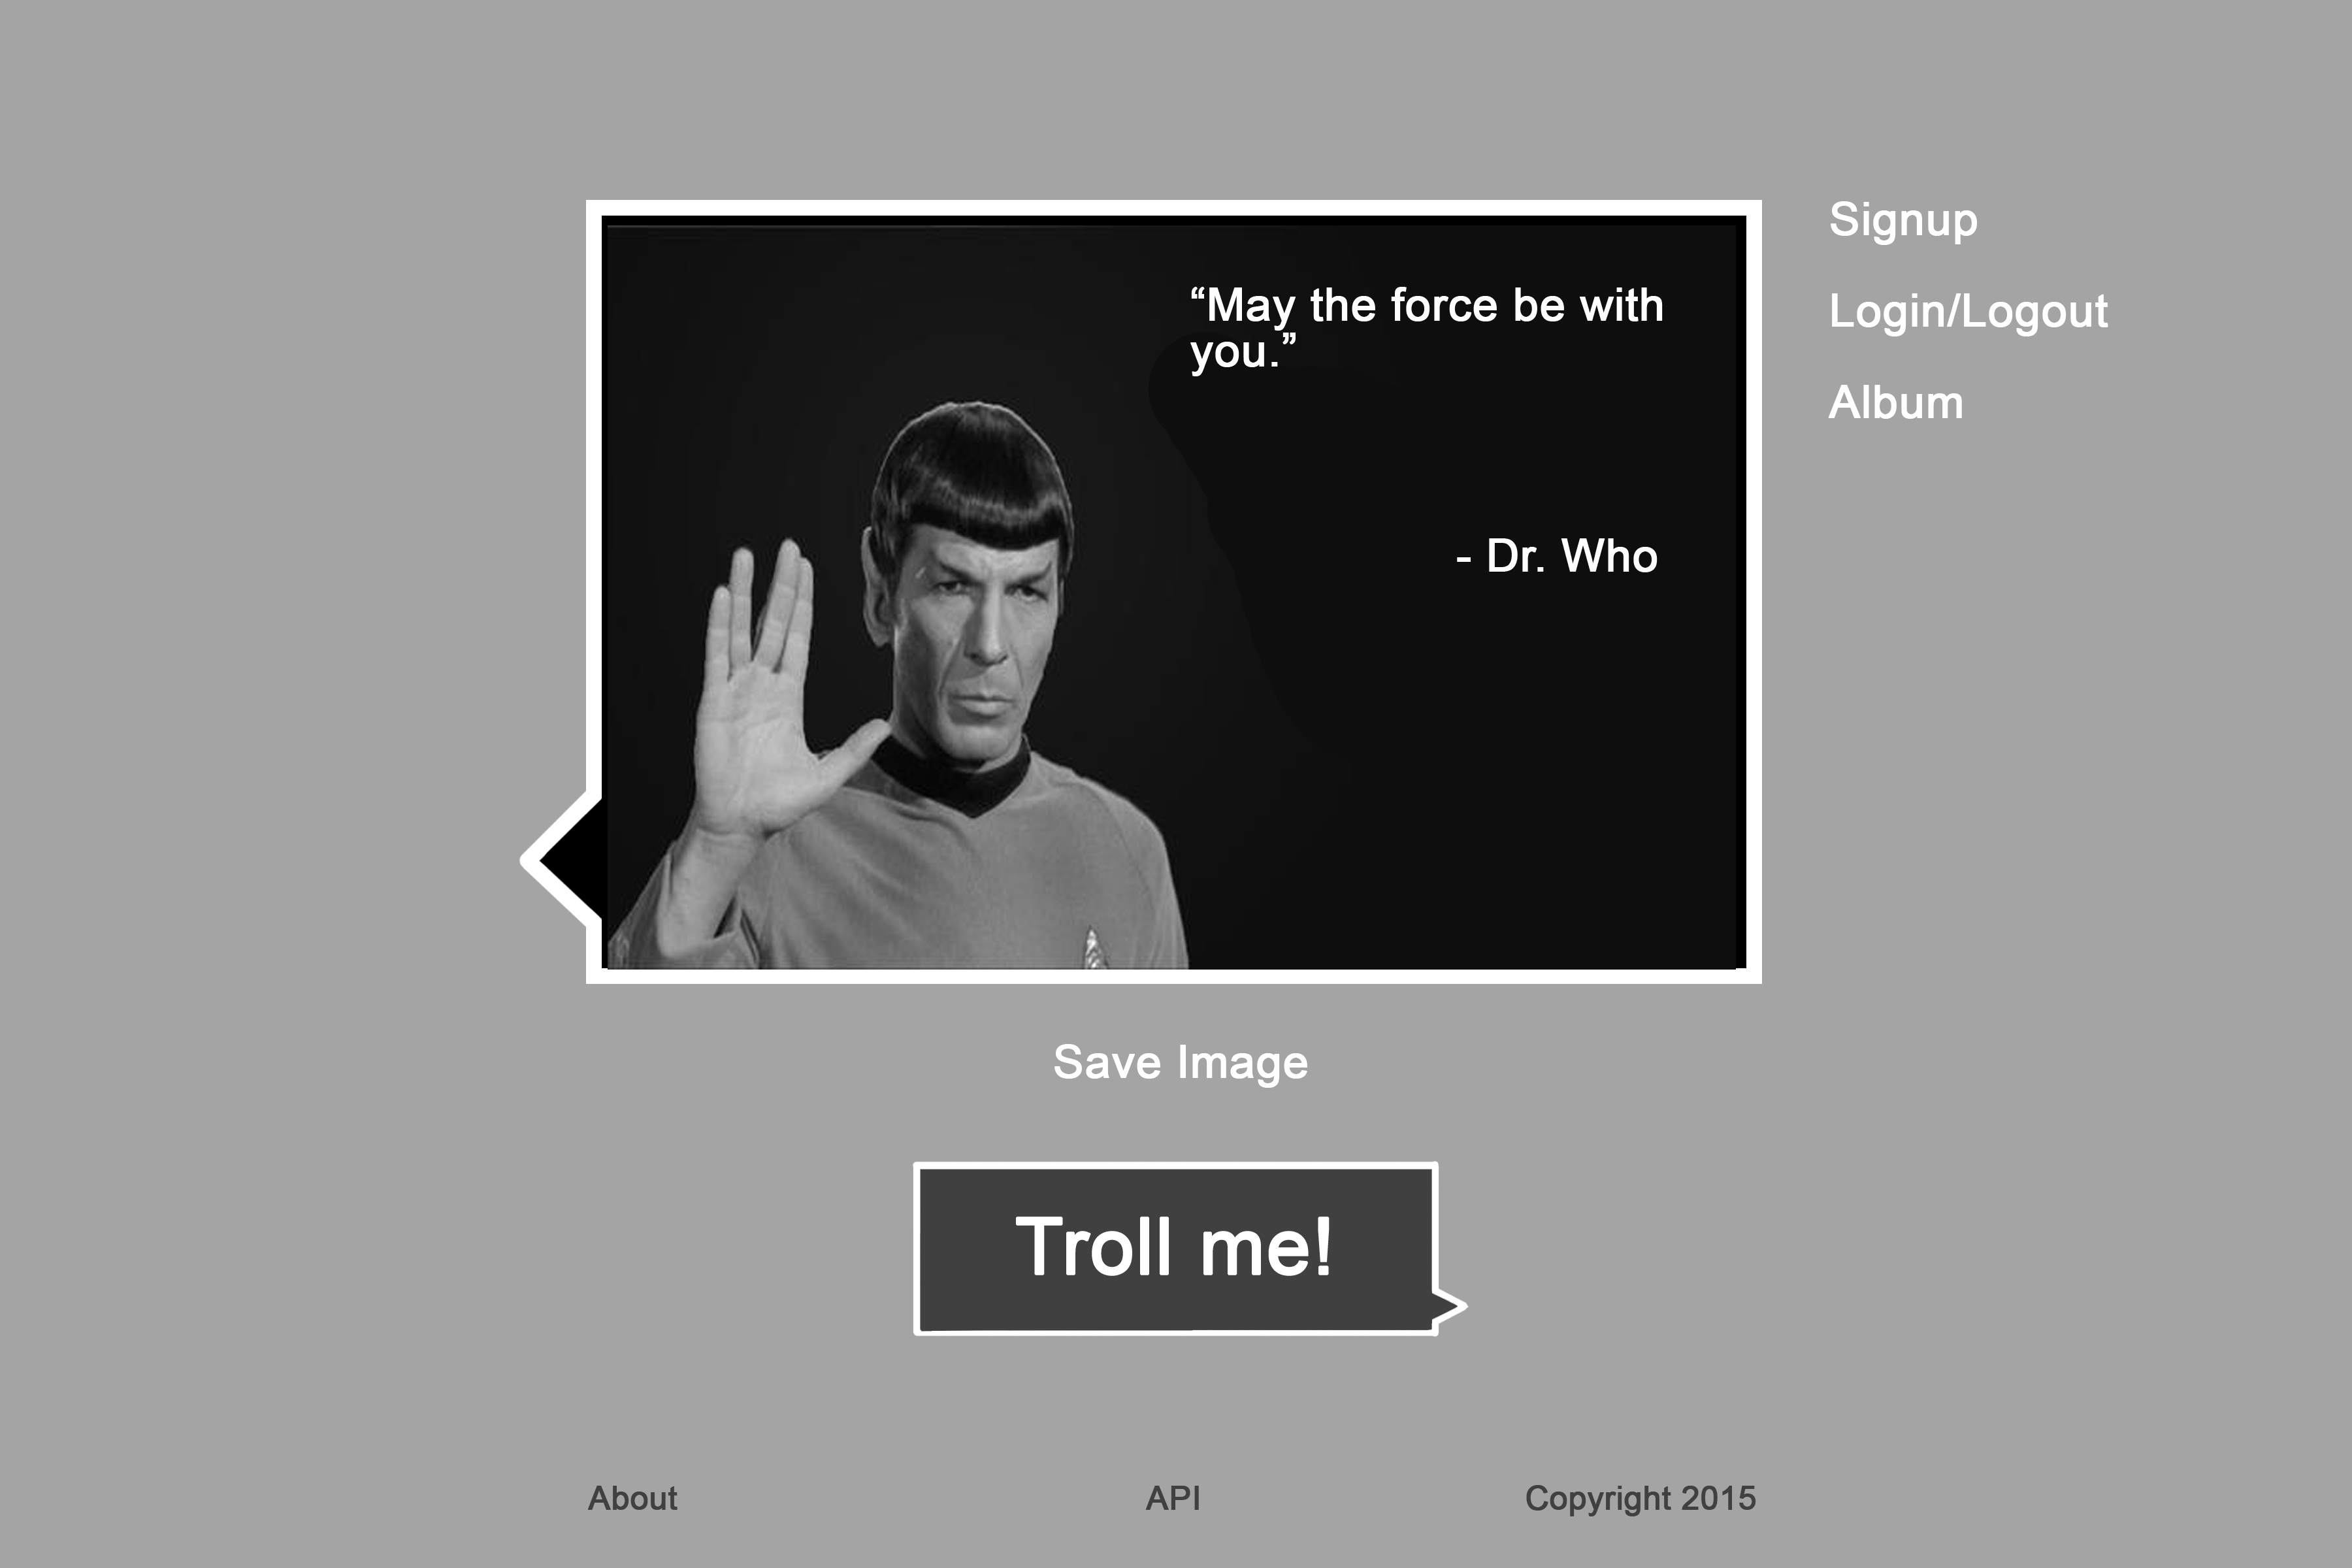 “May the force be with
you.”
- Dr. Who
Signup
Login/Logout
Album
Save Image
Troll me!
About
API
Copyright 2015